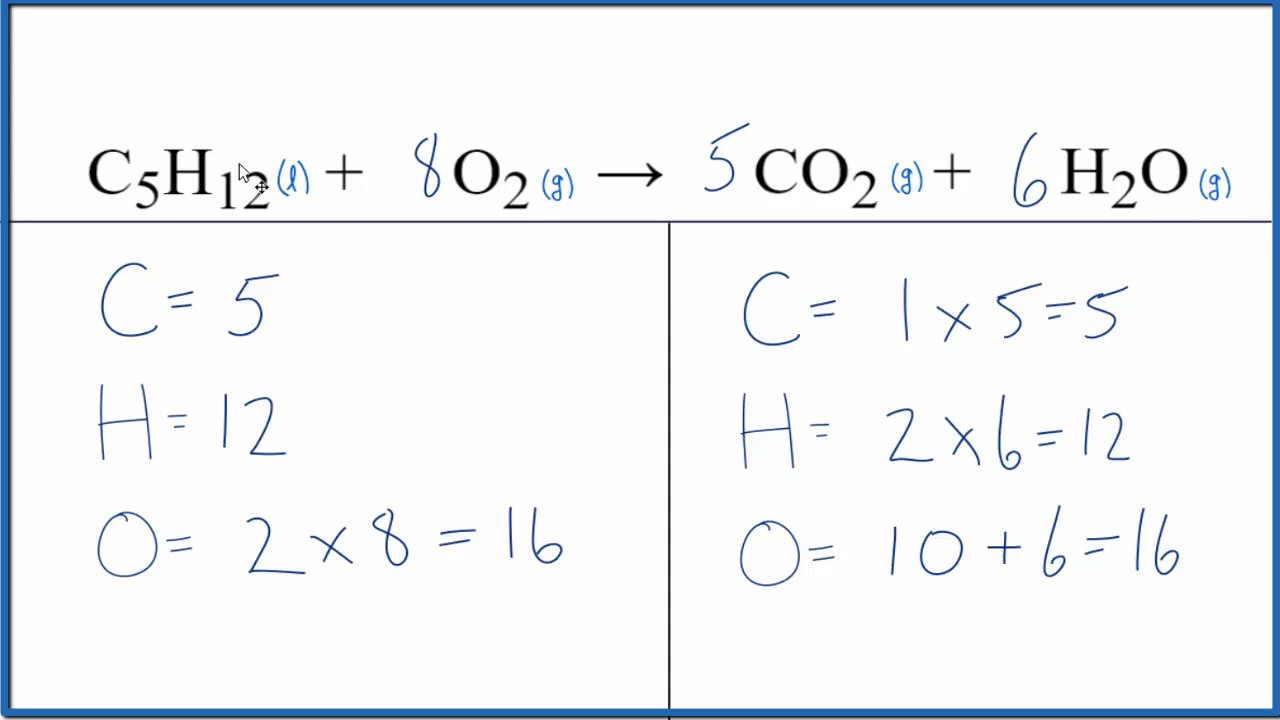 C5H12(l) + 8O2(g) → 5CO2(g) + 6H2O(g)
C = 5
H = 12
O = 2 x 8 = 16
C = 1 x 5 = 5
H = 2 x 6 = 12
O = 10 + 6 = 16